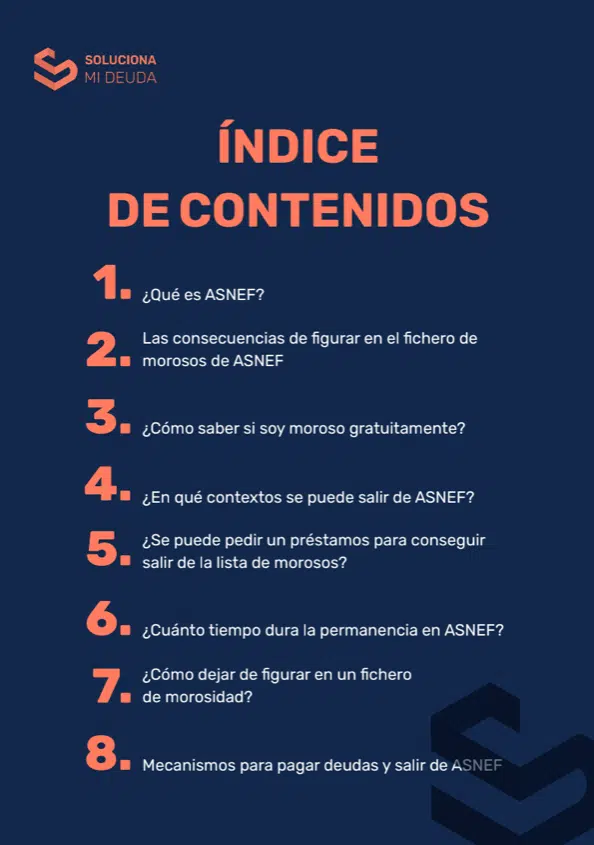 SOLUCIONA
MI DEUDA
ÍNDICE
DE CONTENIDOS
1. ¿Qué es ASNEF?
2. Las consecuencias de figurar en el fichero de
morosos de ASNEF
3. ¿Cómo saber si soy moroso gratuitamente?
4. ¿En qué contextos se puede salir de ASNEF?
5. ¿Se puede pedir un préstamos para conseguir
salir de la lista de morosos?
6. ¿Cuánto tiempo dura la permanencia en ASNEF?
7. ¿Cómo dejar de figurar en un fichero
de morosidad?
8. Mecanismos para pagar deudas y salir de ASNEF